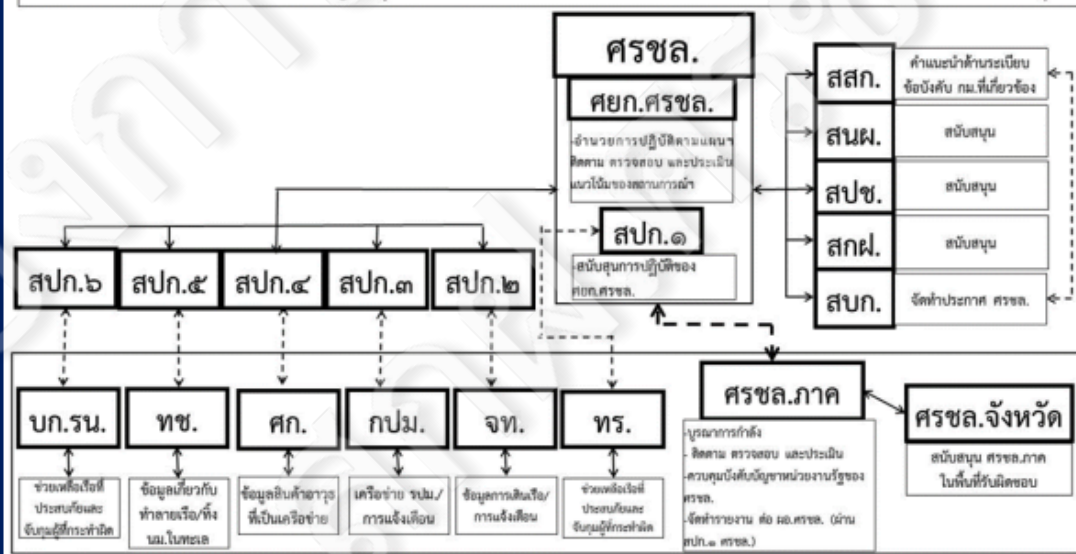 ศรชล.
ศยก.ศรชล.
-อำนวยการปฏิบัติตามแผนฯ
ติดตาม ตรวจสอบ และประเมิน
แนวโน้มของสถานการณ์ฯ
สปก.๑
-สนับสนุนการปฏิบัติของ
ศยก.ศรชล.
สสก.
คำแนะนำด้านระเบียบ
ข้อบังคับ กม.ที่เกี่ยวข้อง
สนผ.
สนับสนุน
สปช.
สนับสนุน
สกฝ.
สนับสนุน
สบก.
จัดทำประกาศ ศรชล.
สปก.๖
สปก.๕
สปก.๔
สปก.๓
สปก.๒
บก.รน.
ช่วยเหลือเรือที่
ประสบภัยและ
จับกุมผู้ที่กระทำผิด
ทช.
ข้อมูลเกี่ยวกับ
ทำลายเรือ/ทิ้ง
นม.ในทะเล
ศก.
ข้อมูลสินค้าอาวุธ
ที่เป็นเครือข่าย
กปม.
เครือข่าย รปม./
การแจ้งเตือน
จท.
ข้อมูลการเดินเรือ/
การแจ้งเตือน
ทร.
ช่วยเหลือเรือที่
ประสบภัยและ
จับกุมผู้ที่กระทำผิด
ศรชล.ภาค
-บูรณาการกำลัง
- ติดตาม ตรวจสอบ และประเมิน
-ควบคุมบังคับบัญชาหน่วยงานรัฐของ
ศรชล.
-จัดทำรายงาน ต่อ ผอ.ศรชล. (ผ่าน
สปก.๑ ศรชล.)
ศรชล.จังหวัด
สนับสนุน ศรชล.ภาค
ในพื้นที่รับผิดชอบ